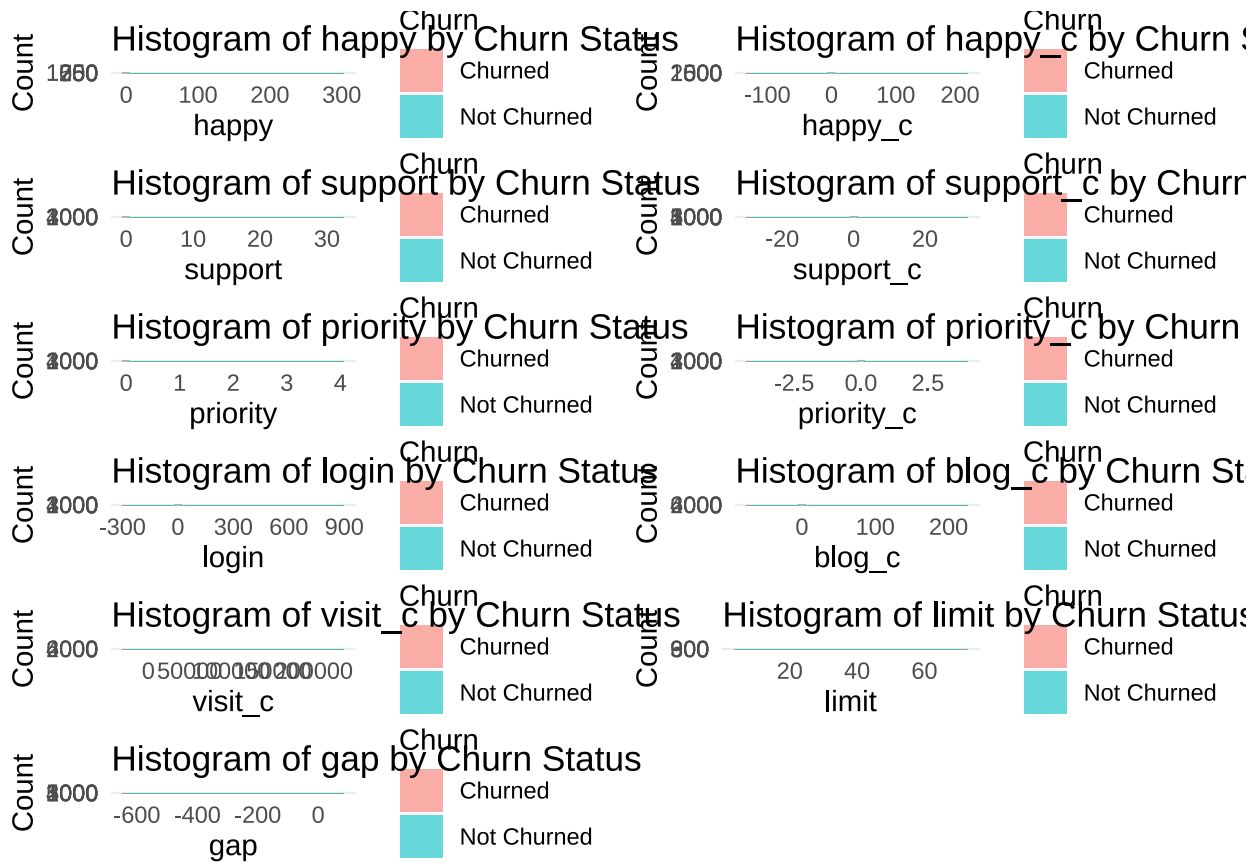 Histogram of happy by Churn Status
Count
0 100 200 300
happy
Churn
Churned
Not Churned
Histogram of happy_c by Churn S
Count
-100 0 100 200
happy_c
Churn
Churned
Not Churned
Histogram of support by Churn Status
Count
0 10 20 30
support
Churn
Churned
Not Churned
Histogram of support_c by Churn
Count
-20 0 20
support_c
Churn
Churned
Not Churned
Histogram of priority by Churn Status
Count
0 1 2 3 4
priority
Churn
Churned
Not Churned
Histogram of priority_c by Churn
Count
-2.5 0.0 2.5
priority_c
Churn
Churned
Not Churned
Histogram of login by Churn Status
Count
-300 0 300 600 900
login
Churn
Churned
Not Churned
Histogram of blog_c by Churn St
Count
0 100 200
blog_c
Churn
Churned
Not Churned
Histogram of visit_c by Churn Status
Count
0 50000 100000 150000 200000
visit_c
Churn
Churned
Not Churned
Histogram of limit by Churn Status
Count
20 40 60
limit
Churn
Churned
Not Churned
Histogram of gap by Churn Status
Count
-600 -400 -200 0
gap
Churn
Churned
Not Churned